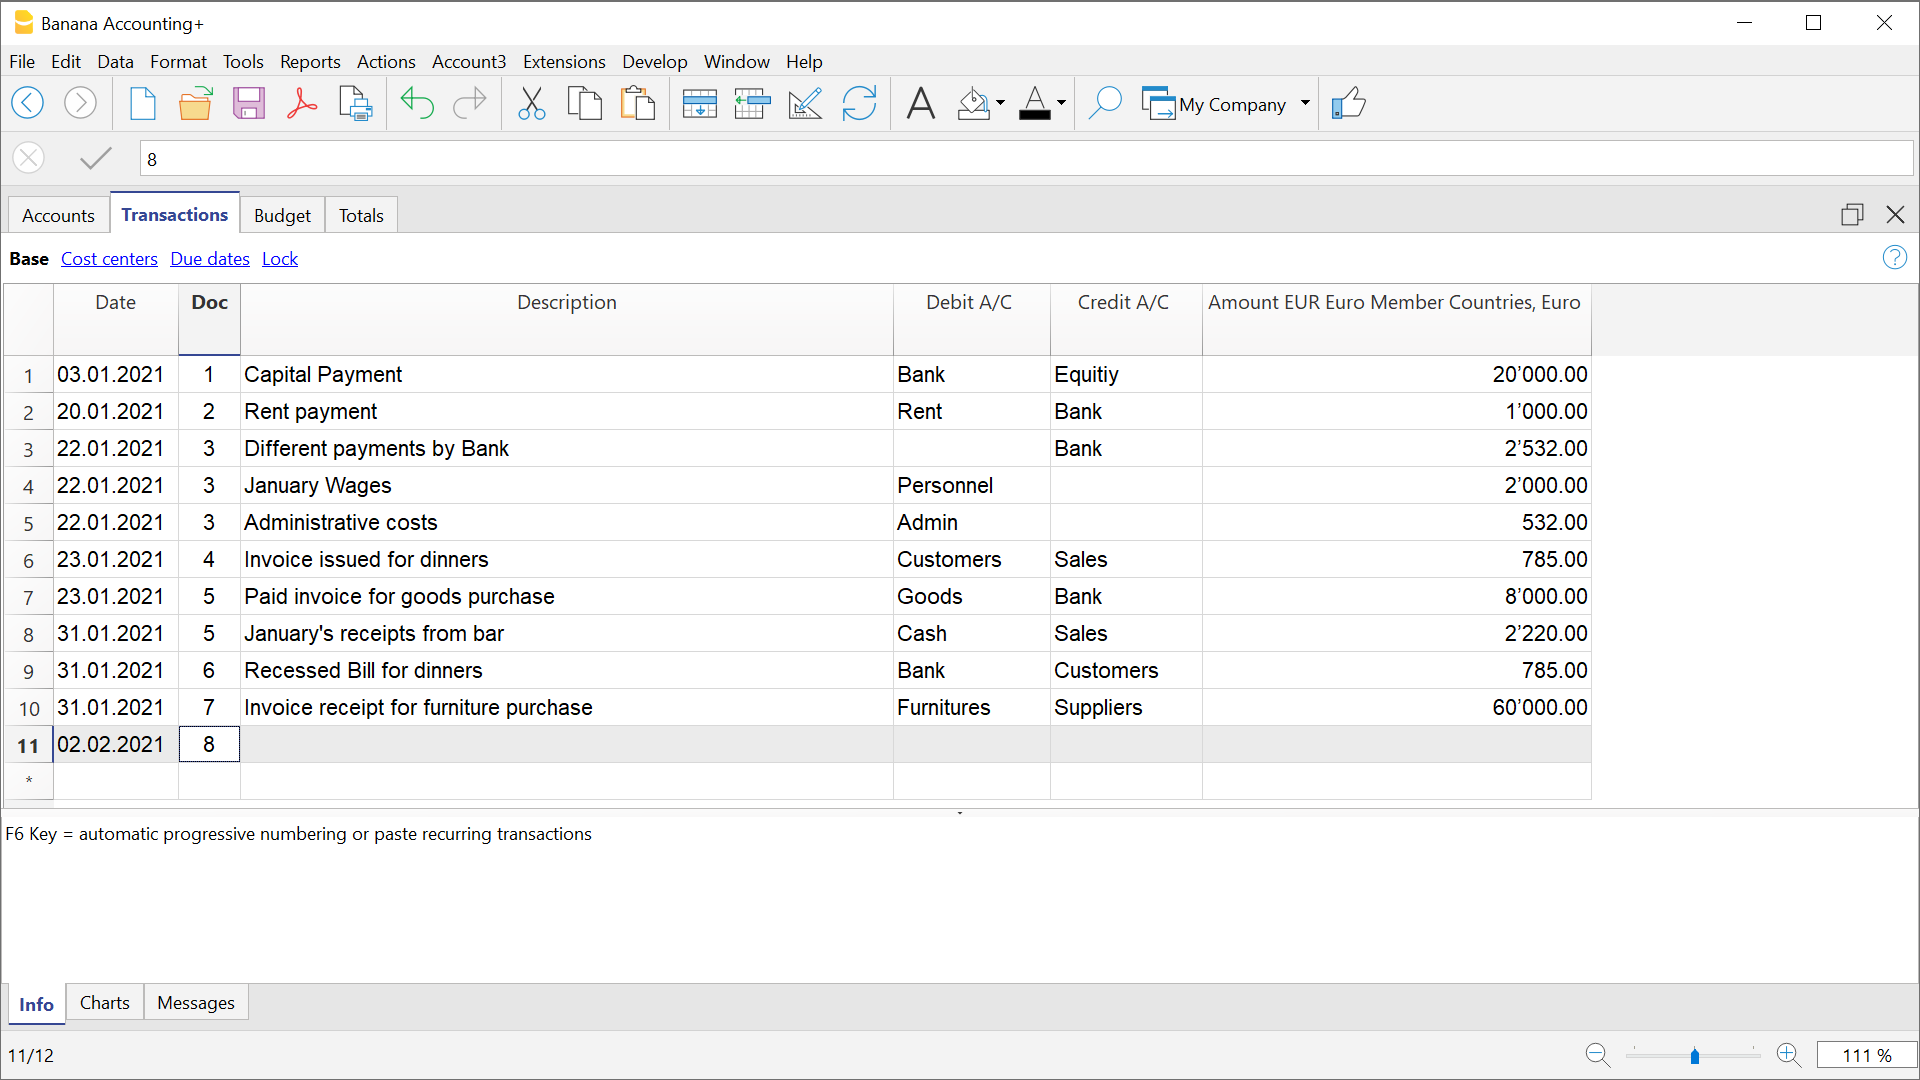 Banana Accounting+
File Edit Data Format Tools Reports Actions Account3 Extensions Develop Window Help
My Company
8
Accounts Transactions Budget Totals
Base Cost centers Due dates Lock
Date Doc Description Debit A/C Credit A/C Amount EUR Euro Member Countries, Euro
1 03.01.2021 1 Capital Payment Bank Equitiy 20’000.00
2 20.01.2021 2 Rent payment Rent Bank 1’000.00
3 22.01.2021 3 Different payments by Bank Bank 2’532.00
4 22.01.2021 3 January Wages Personnel 2’000.00
5 22.01.2021 3 Administrative costs Admin 532.00
6 23.01.2021 4 Invoice issued for dinners Customers Sales 785.00
7 23.01.2021 5 Paid invoice for goods purchase Goods Bank 8’000.00
8 31.01.2021 5 January's receipts from bar Cash Sales 2’220.00
9 31.01.2021 6 Recessed Bill for dinners Bank Customers 785.00
10 31.01.2021 7 Invoice receipt for furniture purchase Furnitures Suppliers 60’000.00
11 02.02.2021 8
*
F6 Key = automatic progressive numbering or paste recurring transactions
Info Charts Messages
11/12 111 %